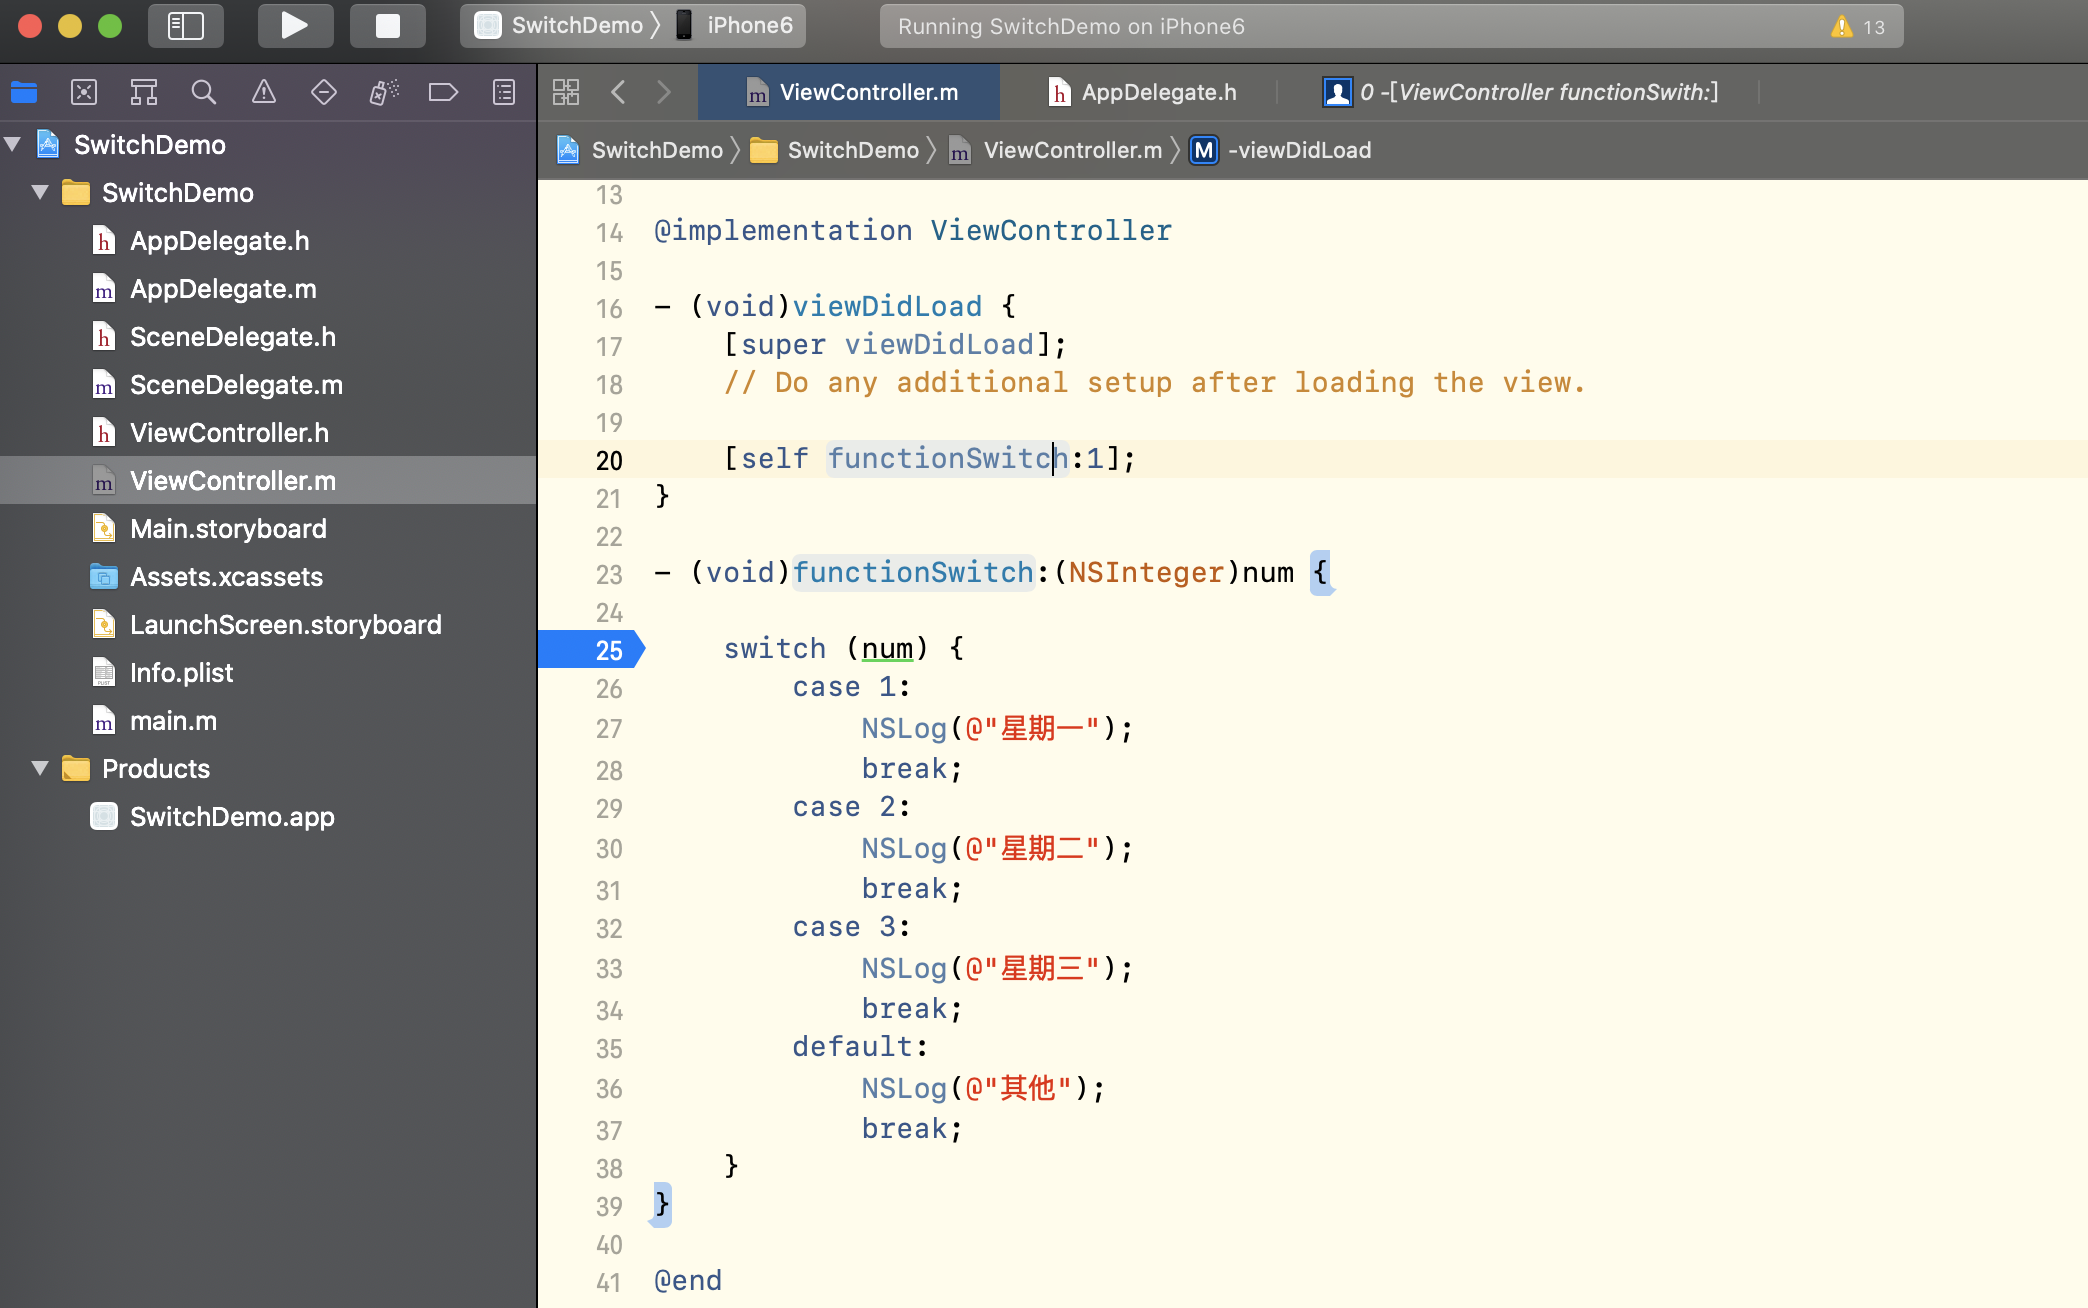 SwitchDemo 〉 iPhone6
Running SwitchDemo on iPhone6
13
ViewController.m
AppDelegate.h
0 -[ViewController functionSwith:]
SwitchDemo 〉 SwitchDemo 〉 ViewController.m 〉 M -viewDidLoad
SwitchDemo
SwitchDemo
AppDelegate.h
AppDelegate.m
SceneDelegate.h
SceneDelegate.m
ViewController.h
ViewController.m
Main.storyboard
Assets.xcassets
LaunchScreen.storyboard
Info.plist
main.m
Products
SwitchDemo.app
13
14 @implementation ViewController
15
16 - (void)viewDidLoad {
17 [super viewDidLoad];
18 // Do any additional setup after loading the view.
19
20 [self functionSwitch:1];
21 }
22
23 - (void)functionSwitch:(NSInteger)num {
24
25 switch (num) {
26 case 1:
27 NSLog(@"星期一");
28 break;
29 case 2:
30 NSLog(@"星期二");
31 break;
32 case 3:
33 NSLog(@"星期三");
34 break;
35 default:
36 NSLog(@"其他");
37 break;
38 }
39 }
40
41 @end